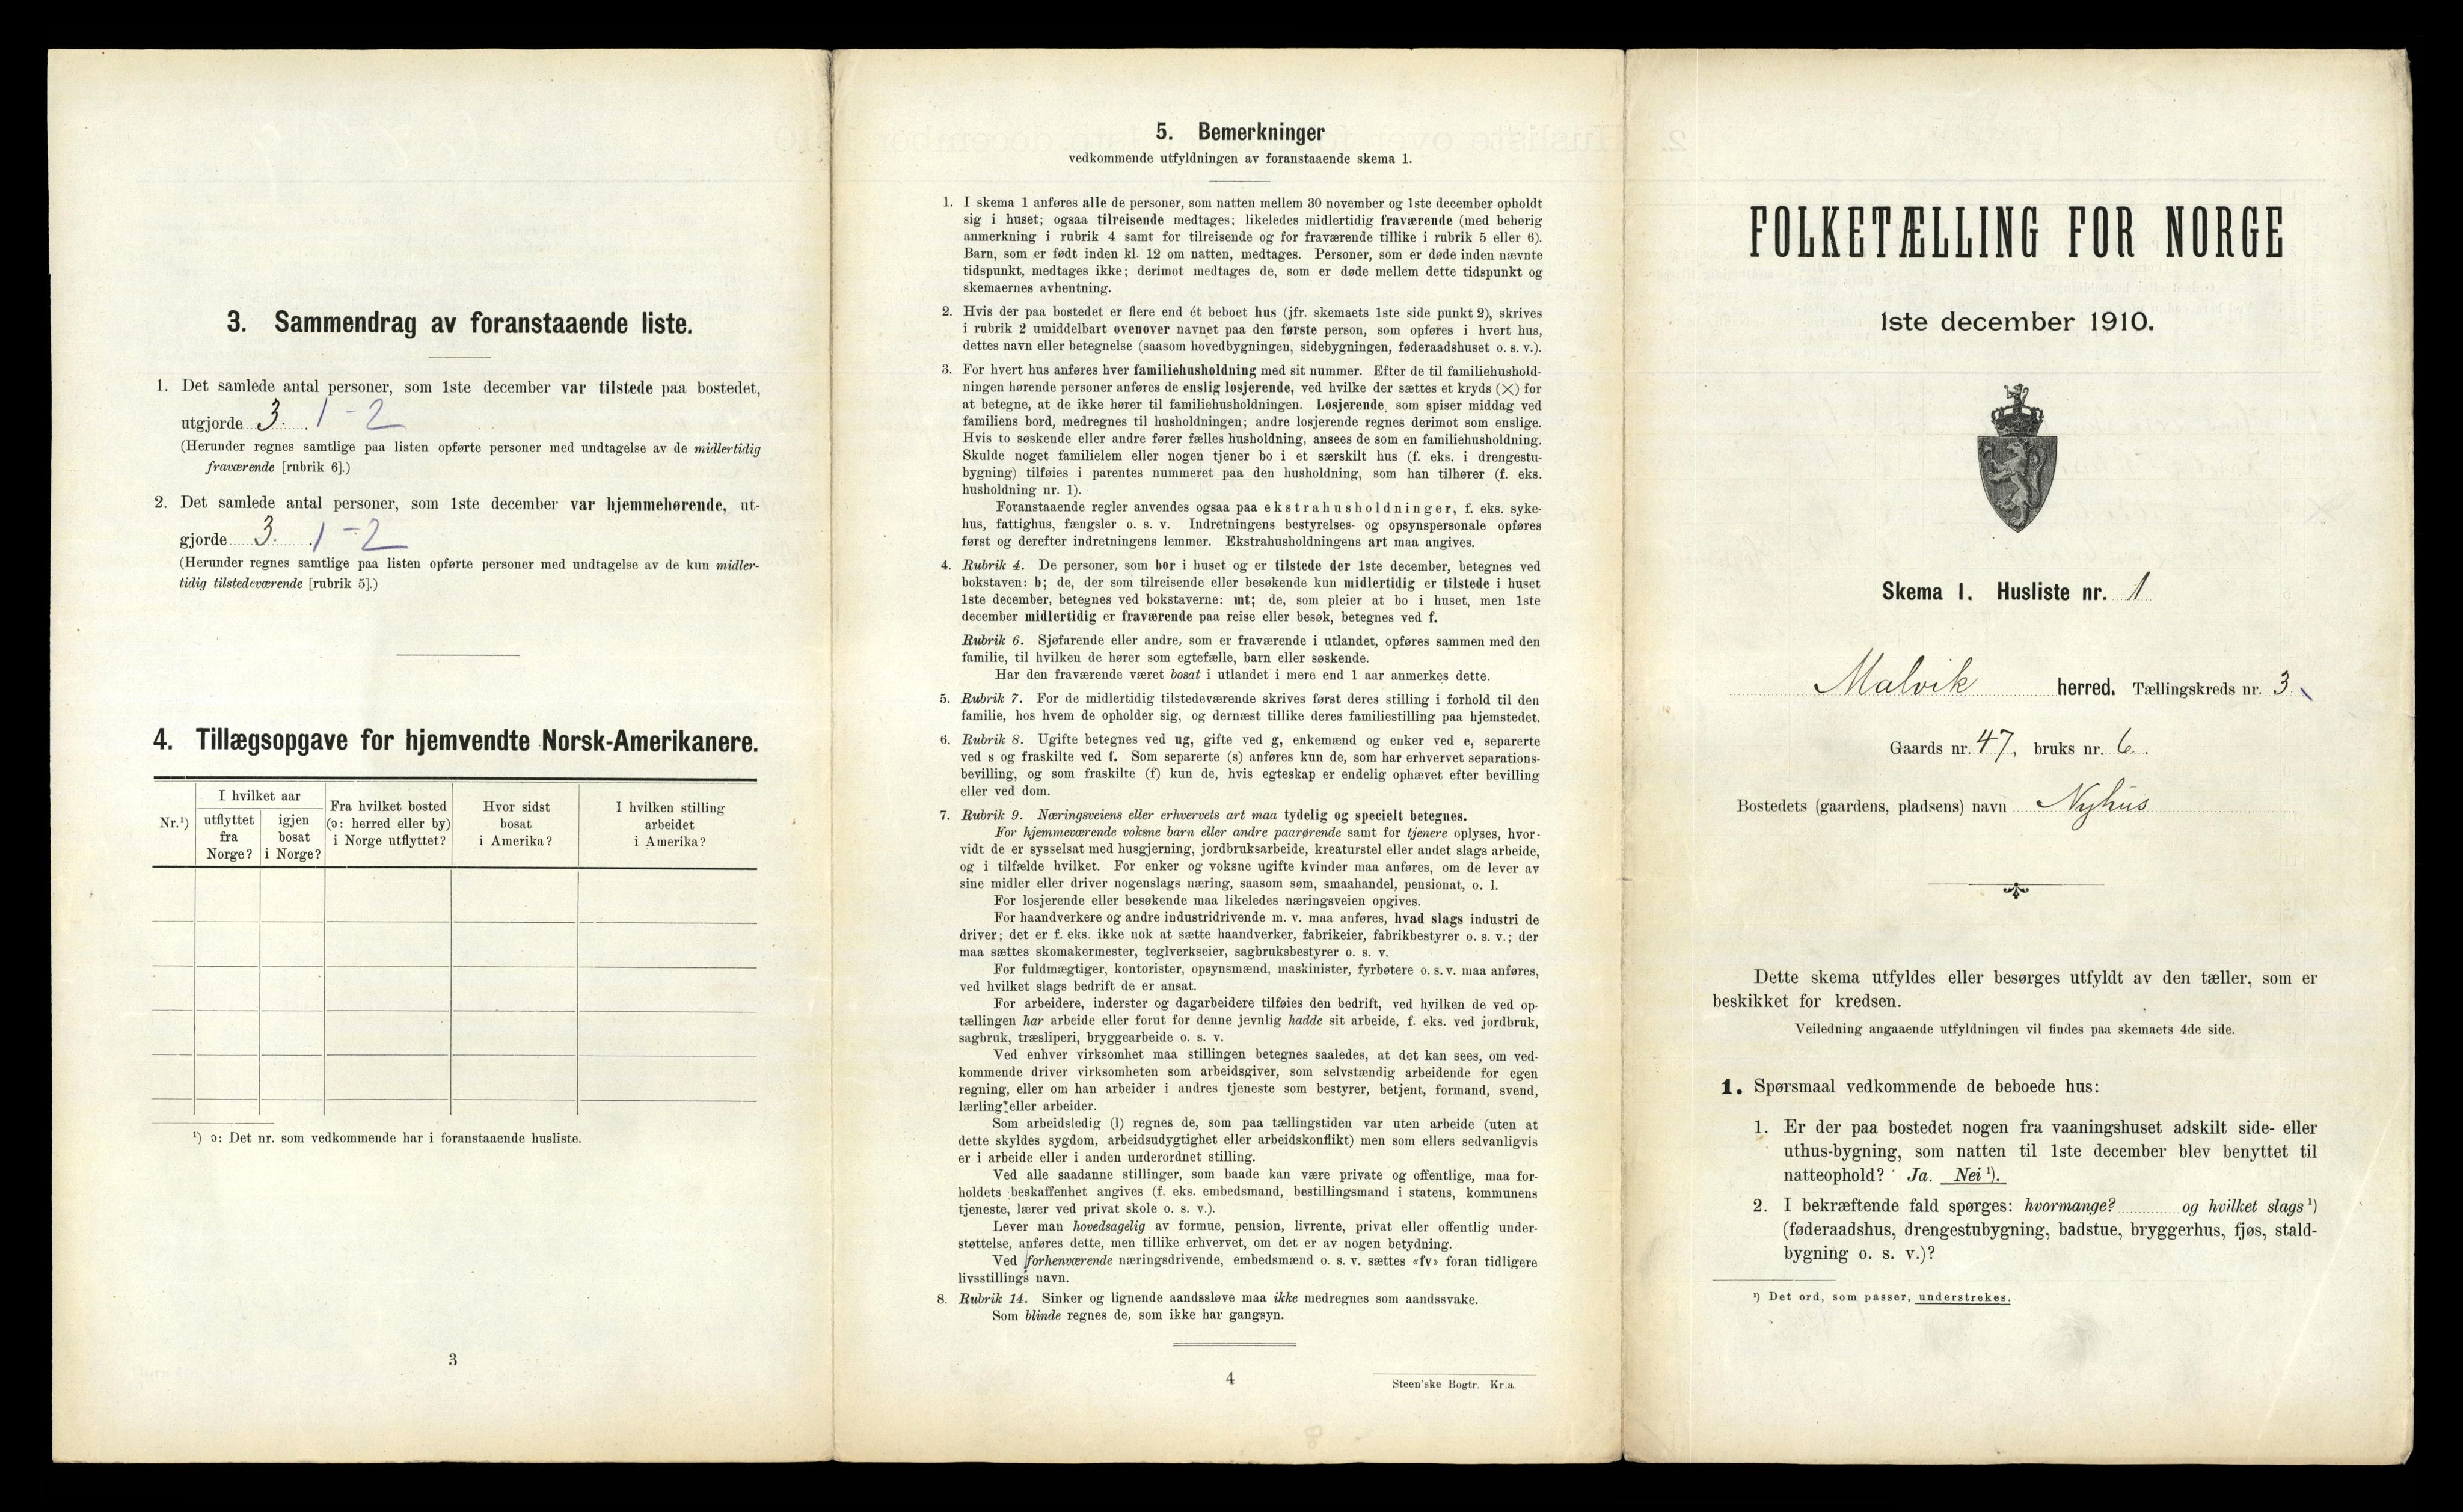 3. Sammendrag av foranstaaende liste.
1. Det samlede antal personer, som 1ste december var tilstede paa bostedet,
utgjorde 3. 1 - 2
(Herunder regnes samtlige paa listen opførte personer med undtagelse av de midlertidig
fraværende [rubrik 6].)
2. Det samlede antal personer, som 1ste december var hjemmehørende, ut-
gjorde 3. 1 - 2
(Herunder regnes samtlige paa listen opførte personer med undtagelse av de kun midler-
tidig tilstedeværende [rubrik 5].)
4. Tillægsopgave for hjemvendte Norsk-Amerikanere.
Nr.¹)
I hvilket aar
utflyttet
fra
Norge?
igjen
bosat
i Norge?
Fra hvilket bosted
(ɔ: herred eller by)
i Norge utflyttet?
Hvor sidst
bosat
i Amerika?
I hvilken stilling
arbeidet
i Amerika?
¹) ɔ: Det nr. som vedkommende har i foranstaaende husliste.
3
5. Bemerkninger
vedkommende utfyldningen av foranstaaende skema 1.
1. I skema 1 anføres alle de personer, som natten mellem 30 november og 1ste december opholdt
sig i huset; ogsaa tilreisende medtages; likeledes midlertidig fraværende (med behørig
anmerkning i rubrik 4 samt for tilreisende og for fraværende tillike i rubrik 5 eller 6).
Barn, som er født inden kl. 12 om natten, medtages. Personer, som er døde inden nævnte
tidspunkt, medtages ikke; derimot medtages de, som er døde mellem dette tidspunkt og
skemaernes avhentning.
2. Hvis der paa bostedet er flere end ét beboet hus (jfr. skemaets 1ste side punkt 2), skrives
i rubrik 2 umiddelbart ovenover navnet paa den første person, som opføres i hvert hus,
dettes navn eller betegnelse (saasom hovedbygningen, sidebygningen, føderaadshuset o. s. v.).
3. For hvert hus anføres hver familiehusholdning med sit nummer. Efter de til familiehushold-
ningen hørende personer anføres de enslig losjerende, ved hvilke der sættes et kryds (×) for
at betegne, at de ikke hører til familiehusholdningen. Losjerende, som spiser middag ved
familiens bord, medregnes til husholdningen; andre losjerende regnes derimot som enslige.
Hvis to søskende eller andre fører fælles husholdning, ansees de som en familiehusholdning.
Skulde noget familielem eller nogen tjener bo i et særskilt hus (f. eks. i drengestu-
bygning) tilføies i parentes nummeret paa den husholdning, som han tilhører (f. eks.
husholdning nr. 1).
Foranstaaende regler anvendes ogsaa paa ekstrahusholdninger, f. eks. syke-
hus, fattighus, fængsler o. s. v. Indretningens bestyrelses- og opsynspersonale opføres
først og derefter indretningens lemmer. Ekstrahusholdningens art maa angives.
4. Rubrik 4. De personer, som bor i huset og er tilstede der 1ste december, betegnes ved
bokstaven: b; de, der som tilreisende eller besøkende kun midlertidig er tilstede i huset
1ste december, betegnes ved bokstaverne: mt; de, som pleier at bo i huset, men 1ste
december midlertidig er fraværende paa reise eller besøk, betegnes ved f.
Rubrik 6. Sjøfarende eller andre, som er fraværende i utlandet, opføres sammen med den
familie, til hvilken de hører som egtefælle, barn eller søskende.
Har den fraværende været bosat i utlandet i mere end 1 aar anmerkes dette.
5. Rubrik 7. For de midlertidig tilstedeværende skrives først deres stilling i forhold til den
familie, hos hvem de opholder sig, og dernæst tillike deres familiestilling paa hjemstedet.
6. Rubrik 8. Ugifte betegnes ved ug, gifte ved g, enkemænd og enker ved e, separerte
ved s og fraskilte ved f. Som separerte (s) anføres kun de, som har erhvervet separations-
bevilling, og som fraskilte (f) kun de, hvis egteskap er endelig ophævet efter bevilling
eller ved dom.
7. Rubrik 9. Næringsveiens eller erhvervets art maa tydelig og specielt betegnes.
For hjemmeværende voksne barn eller andre paarørende samt for tjenere oplyses, hvor-
vidt de er sysselsat med husgjerning, jordbruksarbeide, kreaturstel eller andet slags arbeide,
og i tilfælde hvilket. For enker og voksne ugifte kvinder maa anføres, om de lever av
sine midler eller driver nogenslags næring, saasom søm, smaahandel, pensionat, o. l.
For losjerende eller besøkende maa likeledes næringsveien opgives.
For haandverkere og andre industridrivende m. v. maa anføres, hvad slags industri de
driver; det er f. eks. ikke nok at sætte haandverker, fabrikeier, fabrikbestyrer o. s. v.; der
maa sættes skomakermester, teglverkseier, sagbruksbestyrer o. s. v.
For fuldmægtiger, kontorister, opsynsmænd, maskinister, fyrbøtere o. s. v. maa anføres,
ved hvilket slags bedrift de er ansat.
For arbeidere, inderster og dagarbeidere tilføies den bedrift, ved hvilken de ved op-
tællingen har arbeide eller forut for denne jevnlig hadde sit arbeide, f. eks. ved jordbruk,
sagbruk, træsliperi, bryggearbeide o. s. v.
Ved enhver virksomhet maa stillingen betegnes saaledes, at det kan sees, om ved-
kommende driver virksomheten som arbeidsgiver, som selvstændig arbeidende for egen
regning, eller om han arbeider i andres tjeneste som bestyrer, betjent, formand, svend,
lærling eller arbeider.
Som arbeidsledig (l) regnes de, som paa tællingstiden var uten arbeide (uten at
dette skyldes sygdom, arbeidsudygtighet eller arbeidskonflikt) men som ellers sedvanligvis
er i arbeide eller i anden underordnet stilling.
Ved alle saadanne stillinger, som baade kan være private og offentlige, maa for-
holdets beskaffenhet angives (f. eks. embedsmand, bestillingsmand i statens, kommunens
tjeneste, lærer ved privat skole o. s. v.).
Lever man hovedsagelig av formue, pension, livrente, privat eller offentlig under-
støttelse, anføres dette, men tillike erhvervet, om det er av nogen betydning.
Ved forhenværende næringsdrivende, embedsmænd o. s. v. sættes «fv» foran tidligere
livsstillings navn.
8. Rubrik 14. Sinker og lignende aandssløve maa ikke medregnes som aandssvake.
Som blinde regnes de, som ikke har gangsyn.
4
Steen'ske Bogtr. Kr.a.
FOLKETÆLLING FOR NORGE
1ste december 1910.
Skema 1. Husliste nr. 1
Malvik herred. Tællingskreds nr. 3
Gaards nr. 47, bruks nr. 6.
Bostedets (gaardens, pladsens) navn Nyhus
Dette skema utfyldes eller besørges utfyldt av den tæller, som er
beskikket for kredsen.
Veiledning angaaende utfyldningen vil findes paa skemaets 4de side.
1. Spørsmaal vedkommende de beboede hus:
1. Er der paa bostedet nogen fra vaaningshuset adskilt side- eller
uthus-bygning, som natten til 1ste december blev benyttet til
natteophold? Ja. Nei ¹).
2. I bekræftende fald spørges: hvormange? og hvilket slags ¹)
(føderaadshus, drengestubygning, badstue, bryggerhus, fjøs, stald-
bygning o. s. v.)?
¹) Det ord, som passer, understrekes.